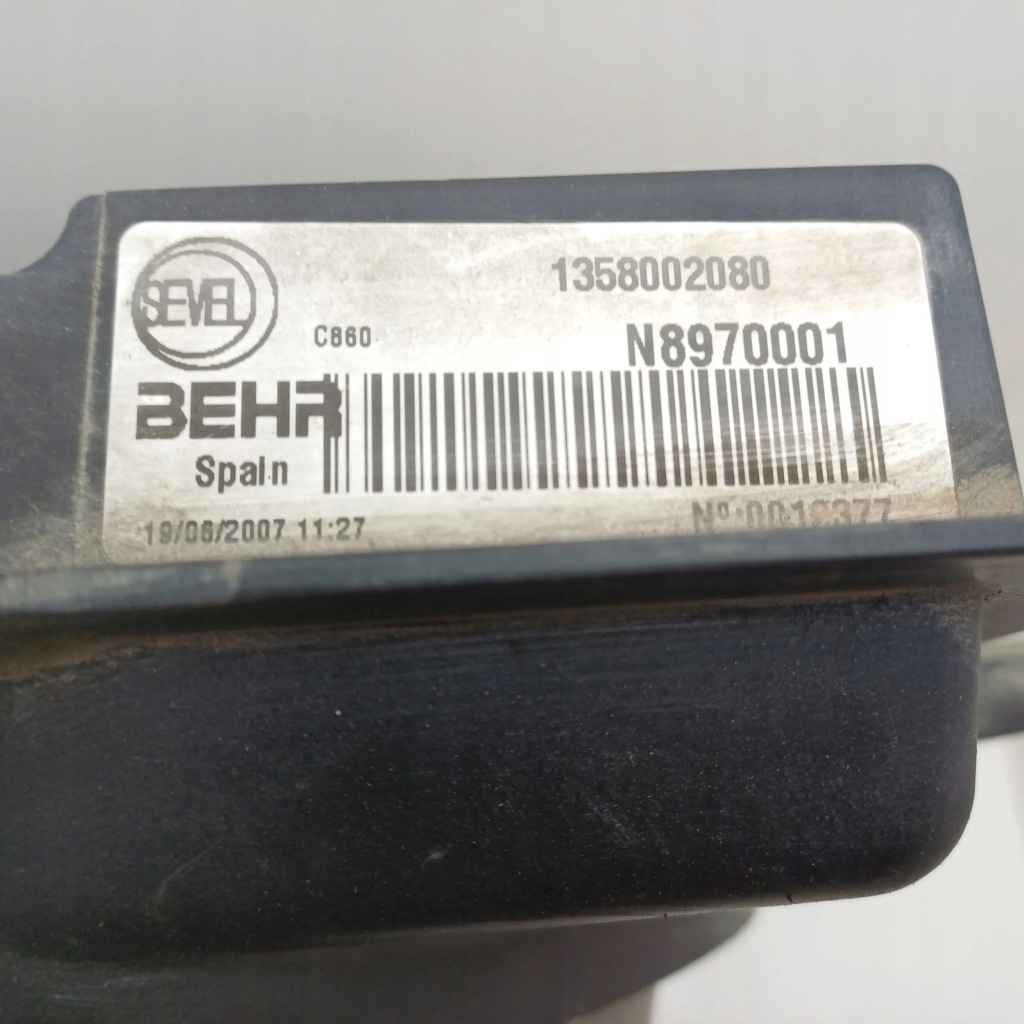 SEVEL
1358002080
C860
N8970001
BEHR
Spain
19/06/2007 11:27